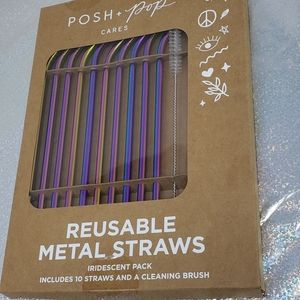 POSH + pop
CARES
REUSABLE
METAL STRAWS
IRIDESCENT PACK
INCLUDES 10 STRAWS AND A CLEANING BRUSH